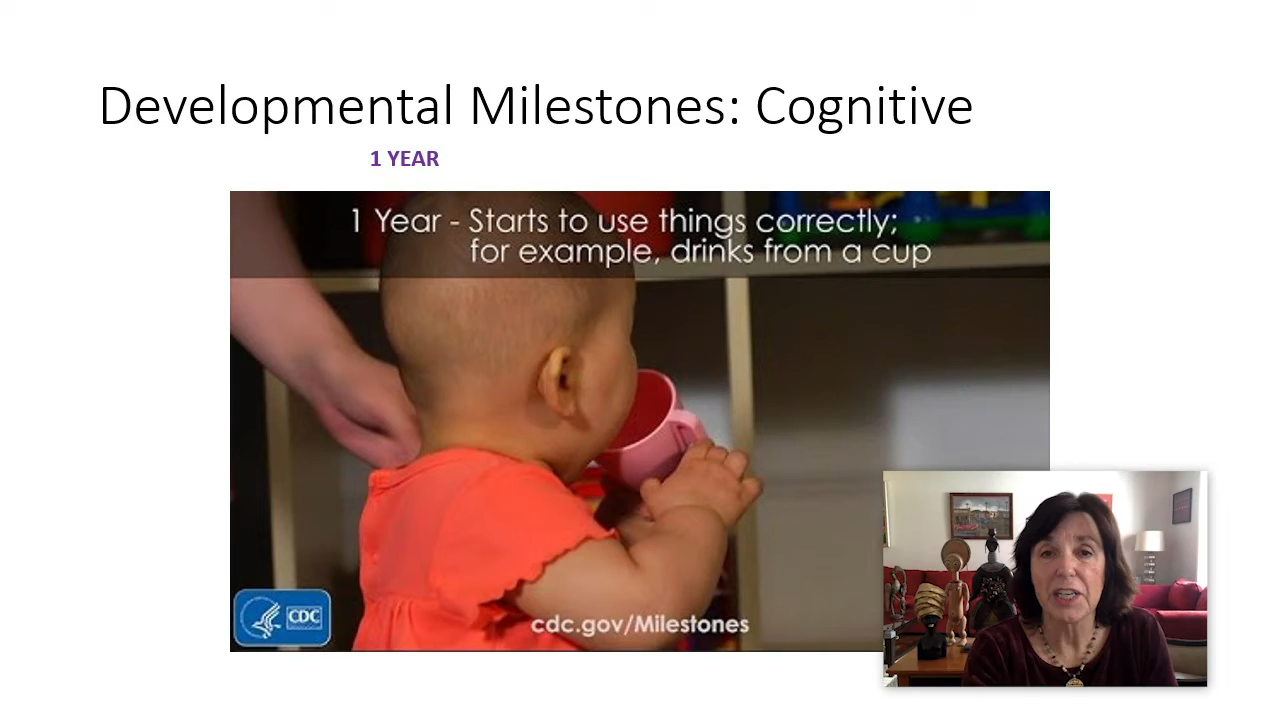 Developmental Milestones: Cognitive
1 YEAR
1 Year - Starts to use things correctly;
for example, drinks from a cup
CDC
cdc.gov/Milestones